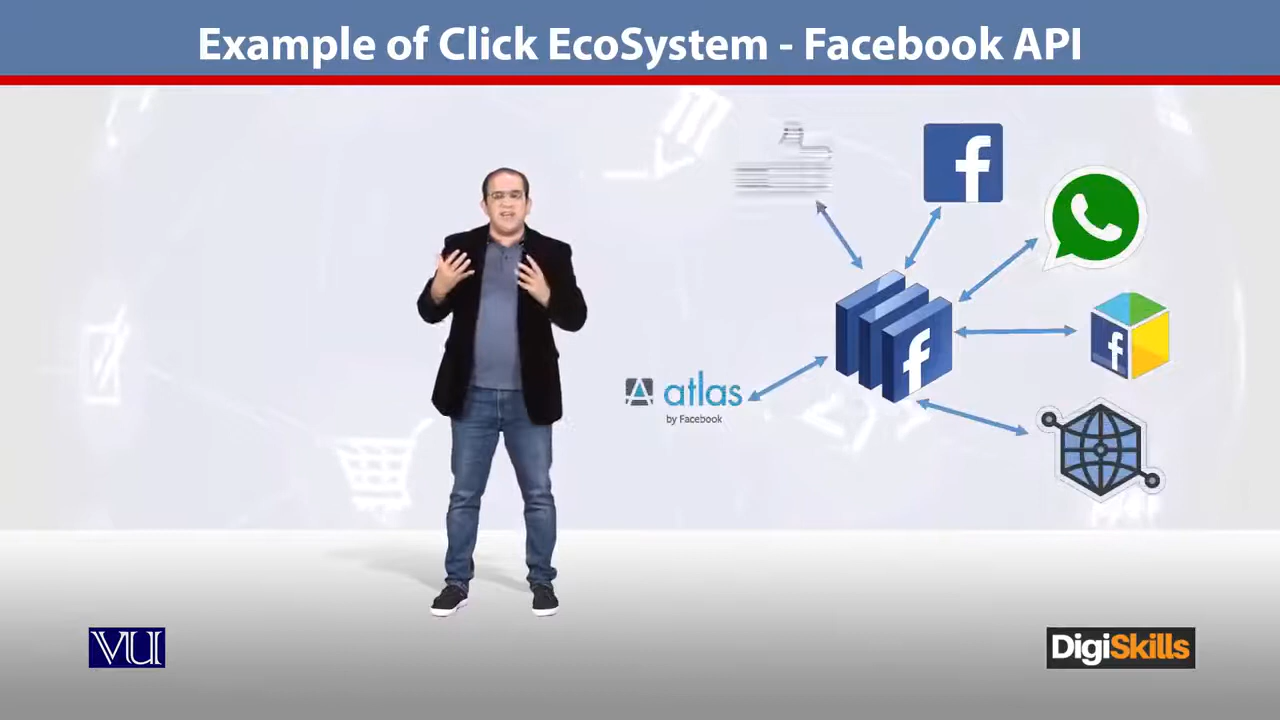 Example of Click EcoSystem - Facebook API
atlas
by Facebook
VU
DigiSkills